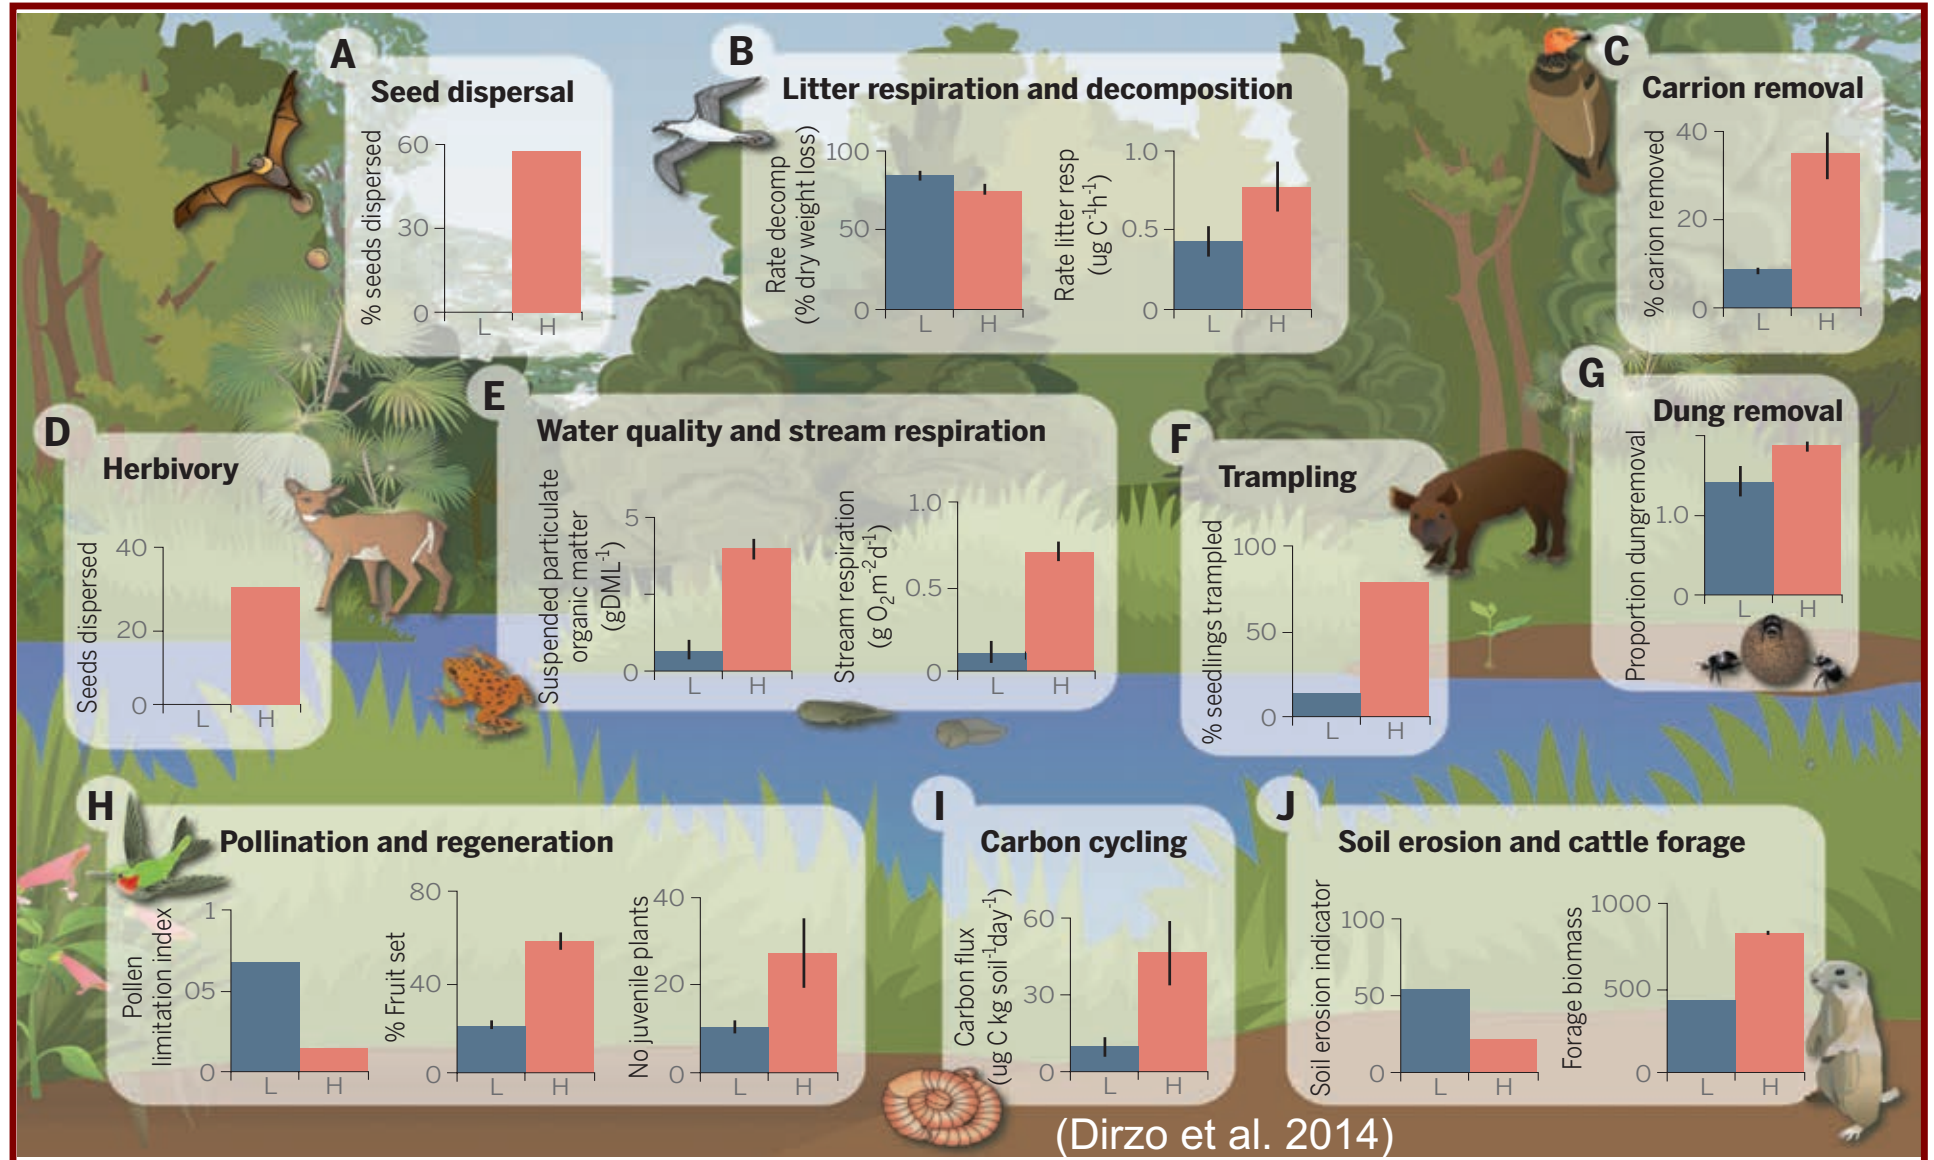 A
Seed dispersal
% seeds dispersed
60
30
0
L H
B
Litter respiration and decomposition
Rate decomp
(% dry weight loss)
100
50
0
L H
Rate litter resp
(ug C-1h-1)
1.0
0.5
0
L H
C
Carrion removal
% carion removed
40
20
0
L H
D
Herbivory
Seeds dispersed
40
20
0
L H
E
Water quality and stream respiration
Suspended particulate
organic matter
(gDML-1)
5
0
L H
Stream respiration
(g O2m-2d-1)
1.0
0.5
0
L H
F
Trampling
% seedlings trampled
100
50
0
L H
G
Dung removal
Proportion dungremoval
1.0
0
L H
H
Pollination and regeneration
Pollen
limitation index
1
05
0
L H
% Fruit set
80
40
0
L H
No juvenile plants
40
20
0
L H
I
Carbon cycling
Carbon flux
(ug C kg soil-1day-1)
60
30
0
L H
J
Soil erosion and cattle forage
Soil erosion indicator
100
50
0
L H
Forage biomass
1000
500
0
L H
(Dirzo et al. 2014)